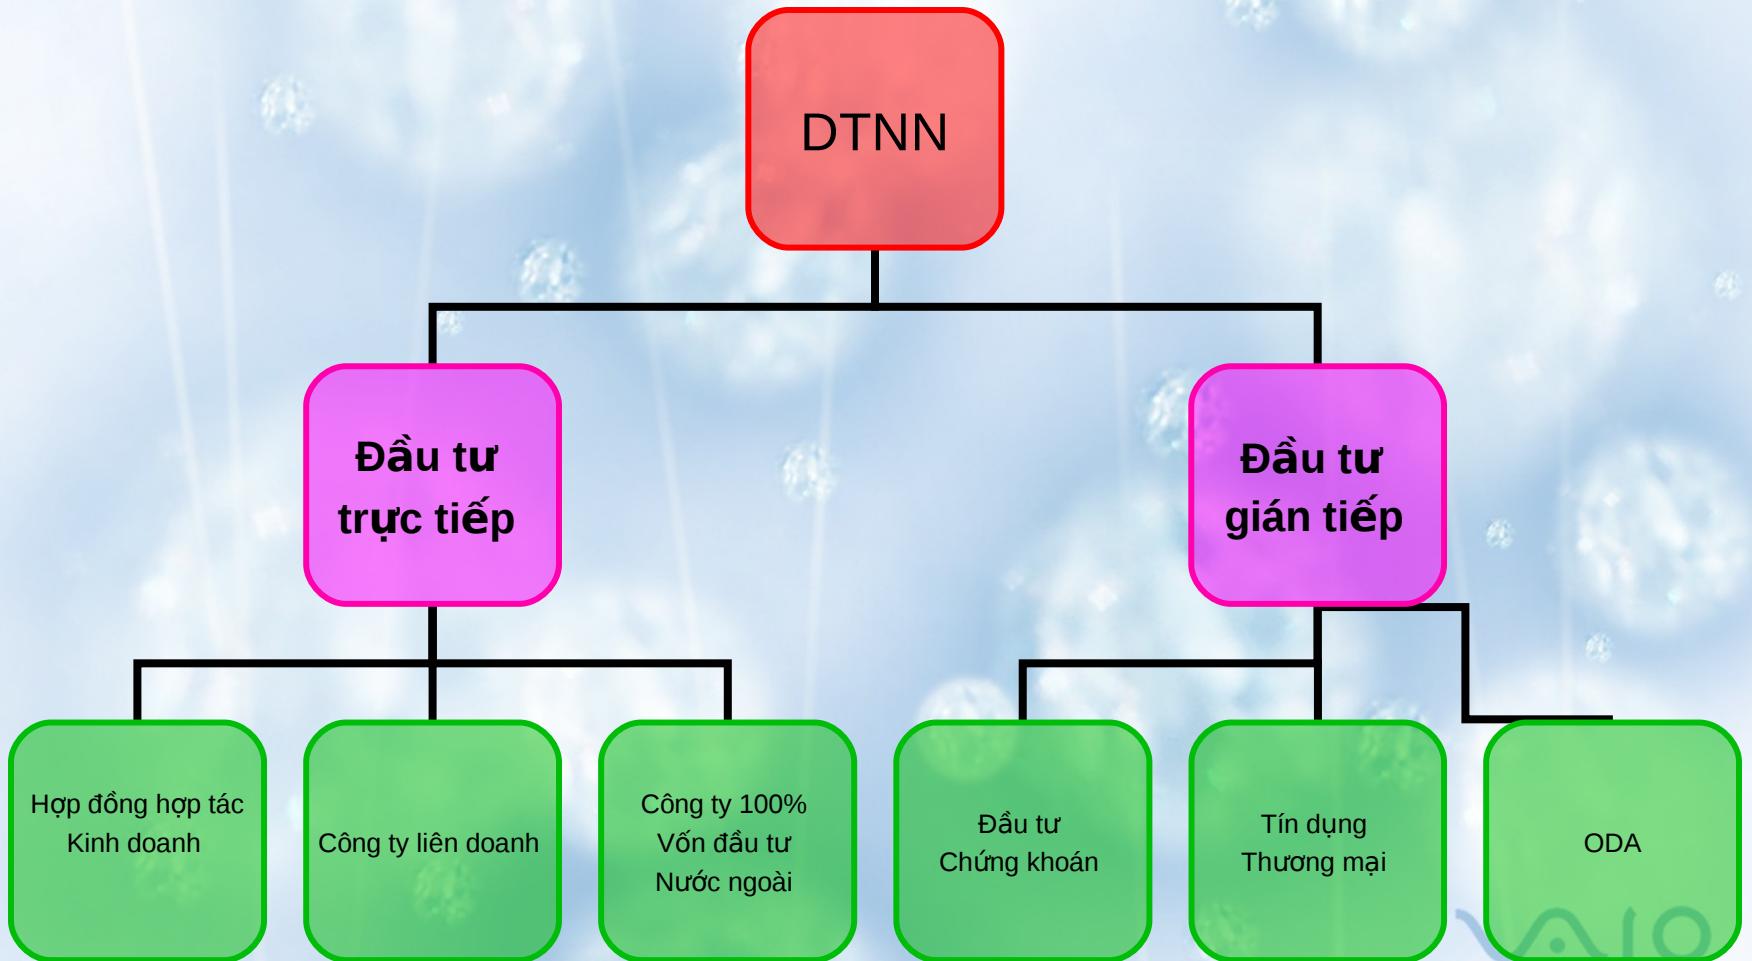 DTNN
Đầu tư
trực tiếp
Đầu tư
gián tiếp
Hợp đồng hợp tác
Kinh doanh
Công ty liên doanh
Công ty 100%
Vốn đầu tư
Nước ngoài
Đầu tư
Chứng khoán
Tín dụng
Thương mại
ODA
VAIO